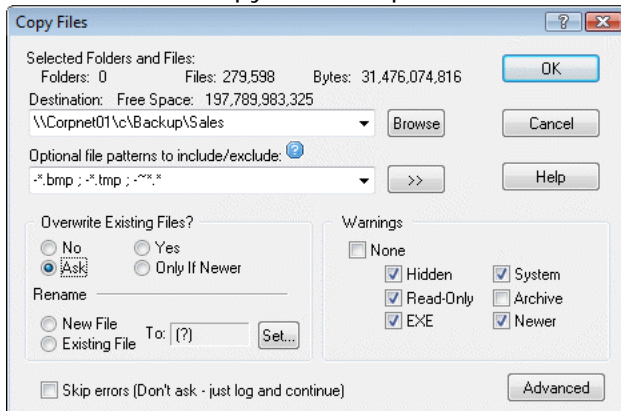 Copy Files
Selected Folders and Files:
Folders: 0 Files: 279,598 Bytes: 31,476,074,816
OK
Destination: Free Space: 197,789,983,325
\\Corpnet01\c\Backup\Sales
Browse
Cancel
Optional file patterns to include/exclude:
-*.bmp ; -*.tmp ; -~*.*
>>
Help
Overwrite Existing Files?
No
Yes
Ask
Only If Newer
Rename
New File
Existing File
To: (?)
Set...
Warnings
None
Hidden
System
Read-Only
Archive
EXE
Newer
Skip errors (Don't ask - just log and continue)
Advanced